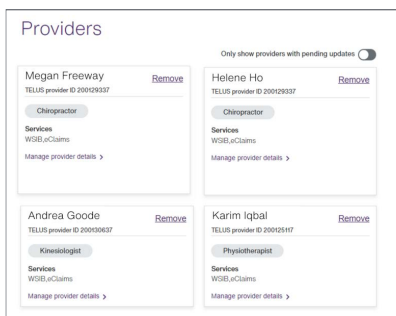 Providers
Only show providers with pending updates
Megan Freeway Remove
TELUS provider ID 200129337
Chiropractor
Services
WSIB,eClaims
Manage provider details >
Helene Ho Remove
TELUS provider ID 200129337
Chiropractor
Services
WSIB,eClaims
Manage provider details >
Andrea Goode Remove
TELUS provider ID 200130637
Kinesiologist
Services
WSIB,eClaims
Manage provider details >
Karim Iqbal Remove
TELUS provider ID 200125117
Physiotherapist
Services
WSIB,eClaims
Manage provider details >